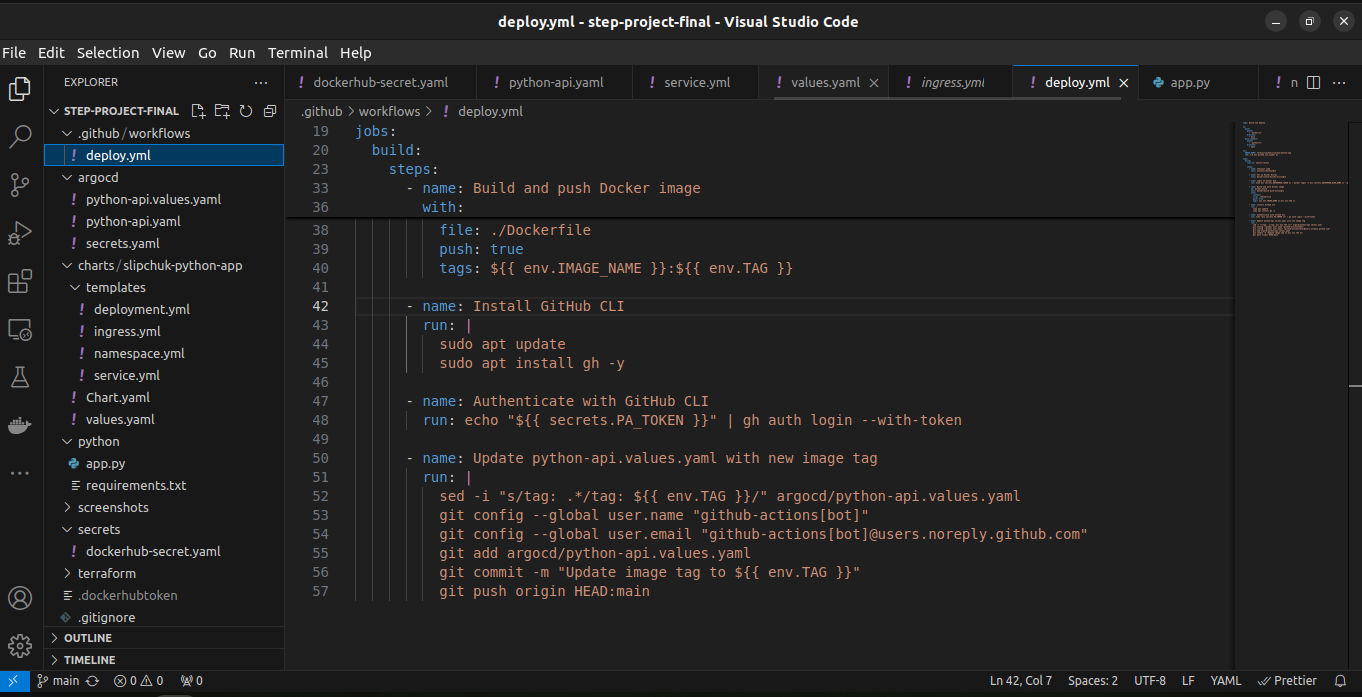 deploy.yml - step-project-final - Visual Studio Code
File Edit Selection View Go Run Terminal Help
EXPLORER
STEP-PROJECT-FINAL
.github / workflows
deploy.yml
argocd
python-api.values.yaml
python-api.yaml
secrets.yaml
charts / slipchuk-python-app
templates
deployment.yml
ingress.yml
namespace.yml
service.yml
Chart.yaml
values.yaml
python
app.py
requirements.txt
screenshots
secrets
dockerhub-secret.yaml
terraform
.dockerhubtoken
.gitignore
OUTLINE
TIMELINE
dockerhub-secret.yaml python-api.yaml service.yml values.yaml ingress.yml deploy.yml app.py n
.github > workflows > deploy.yml
19 jobs:
20 build:
23 steps:
33 - name: Build and push Docker image
36 with:
38 file: ./Dockerfile
39 push: true
40 tags: ${{ env.IMAGE_NAME }}:${{ env.TAG }}
41
42 - name: Install GitHub CLI
43 run: |
44 sudo apt update
45 sudo apt install gh -y
46
47 - name: Authenticate with GitHub CLI
48 run: echo "${{ secrets.PA_TOKEN }}" | gh auth login --with-token
49
50 - name: Update python-api.values.yaml with new image tag
51 run: |
52 sed -i "s/tag: .*/tag: ${{ env.TAG }}/" argocd/python-api.values.yaml
53 git config --global user.name "github-actions[bot]"
54 git config --global user.email "github-actions[bot]@users.noreply.github.com"
55 git add argocd/python-api.values.yaml
56 git commit -m "Update image tag to ${{ env.TAG }}"
57 git push origin HEAD:main
main 0 0 0 Ln 42, Col 7 Spaces: 2 UTF-8 LF YAML Prettier